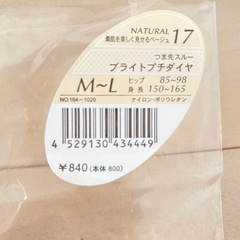 NATURAL 17
素肌を美しく見せるベージュ
つま先スルー
ブライトプチダイヤ
M~L ヒップ 85~98
身長 150~165
NO.164-1020 ナイロン・ポリウレタン
¥840(本体800)
4 529130 434449